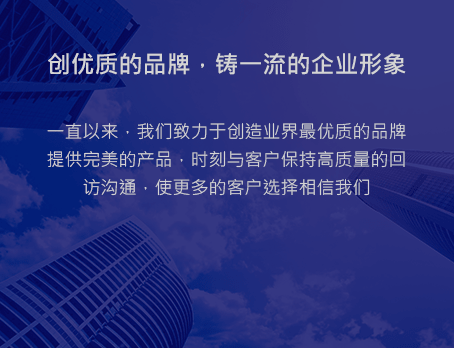 创优质的品牌，铸一流的企业形象
一直以来，我们致力于创造业界最优质的品牌
提供完美的产品，时刻与客户保持高质量的回
访沟通，使更多的客户选择相信我们